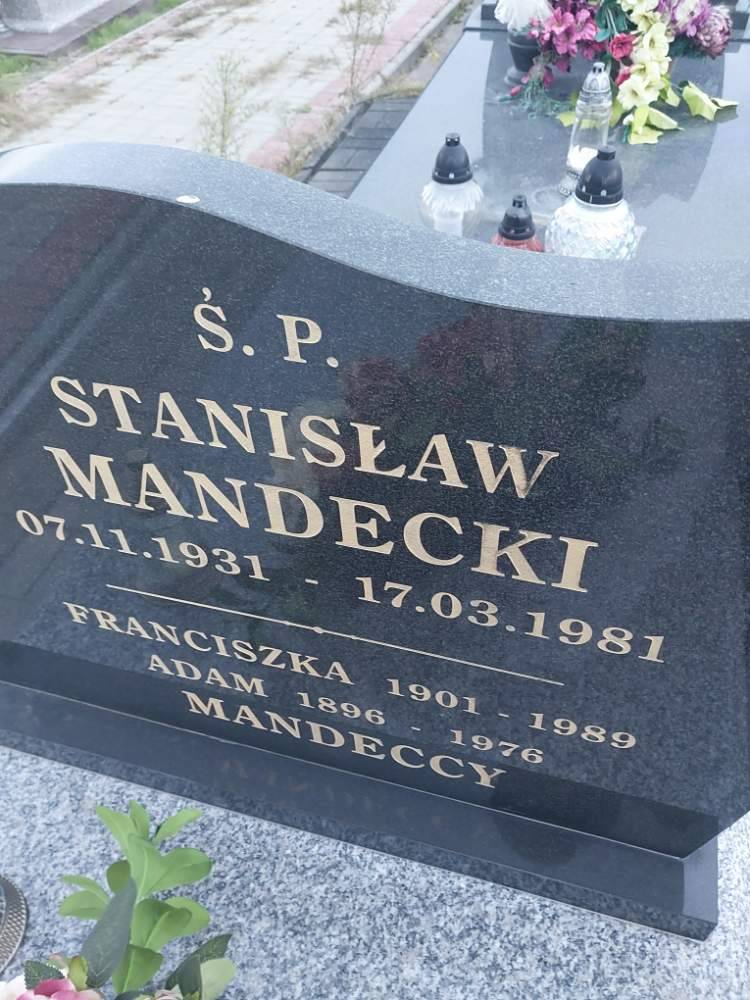 Ś. P.
STANISŁAW
MANDECKI
07.11.1931 - 17.03.1981
FRANCISZKA 1901 - 1989
ADAM 1896 - 1976
MANDECCY